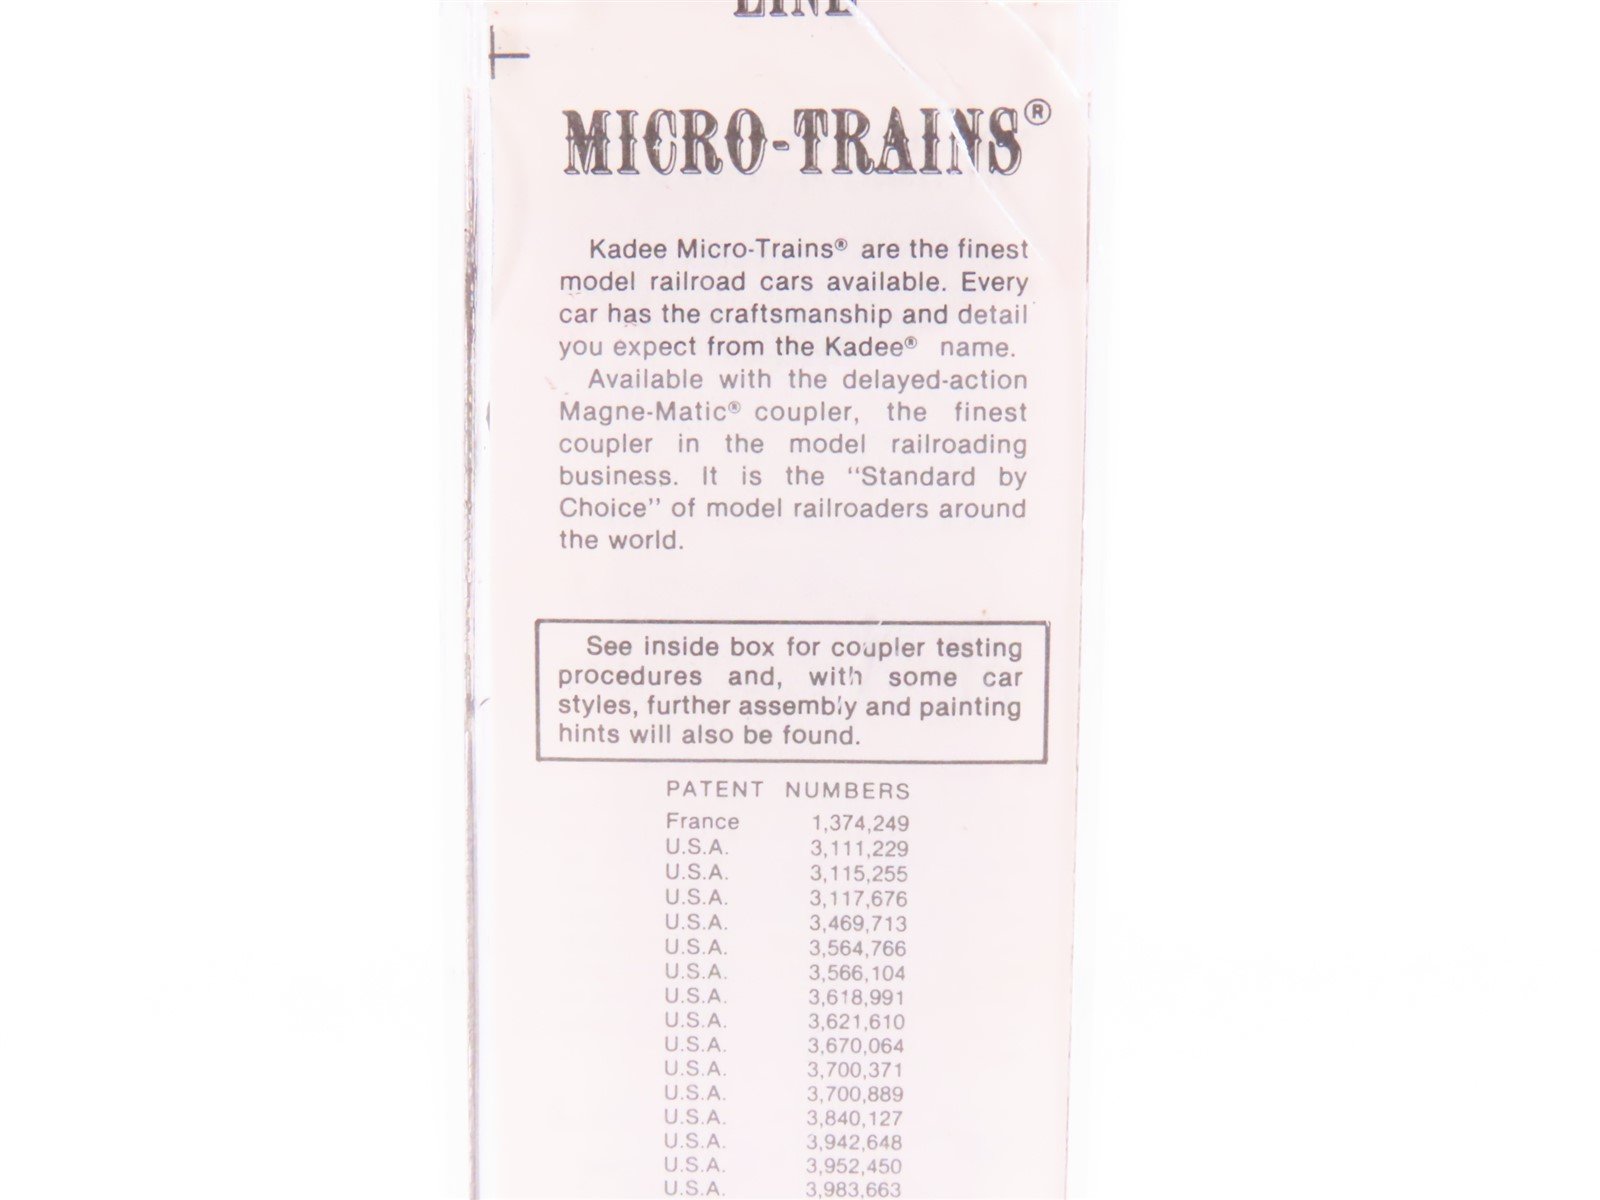 LINE
MICRO-TRAINS®
Kadee Micro-Trains® are the finest
model railroad cars available. Every
car has the craftsmanship and detail
you expect from the Kadee® name.
Available with the delayed-action
Magne-Matic® coupler, the finest
coupler in the model railroading
business. It is the "Standard by
Choice" of model railroaders around
the world.
See inside box for coupler testing
procedures and, with some car
styles, further assembly and painting
hints will also be found.
PATENT NUMBERS
France 1,374,249
U.S.A. 3,111,229
U.S.A. 3,115,255
U.S.A. 3,117,676
U.S.A. 3,469,713
U.S.A. 3,564,766
U.S.A. 3,566,104
U.S.A. 3,618,991
U.S.A. 3,621,610
U.S.A. 3,670,064
U.S.A. 3,700,371
U.S.A. 3,700,889
U.S.A. 3,840,127
U.S.A. 3,942,648
U.S.A. 3,952,450
U.S.A. 3,983,663